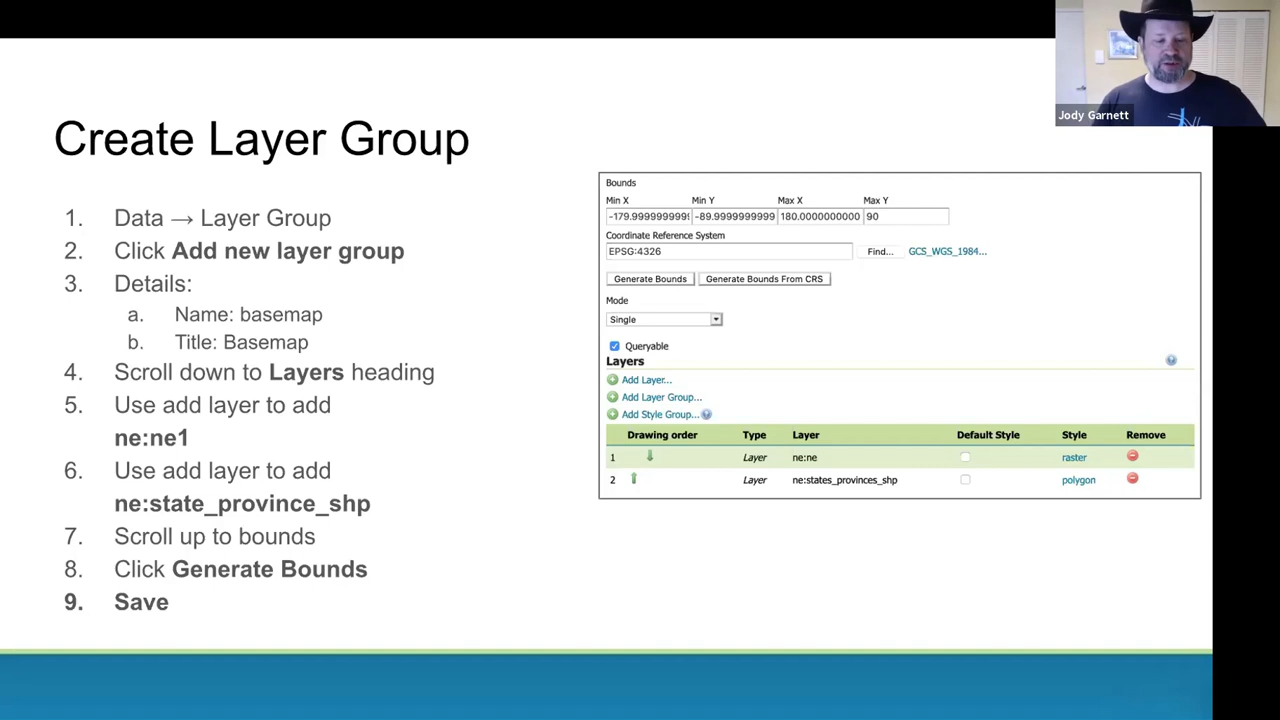 Jody Garnett
Create Layer Group
1. Data → Layer Group
2. Click Add new layer group
3. Details:
a. Name: basemap
b. Title: Basemap
4. Scroll down to Layers heading
5. Use add layer to add
ne:ne1
6. Use add layer to add
ne:state_province_shp
7. Scroll up to bounds
8. Click Generate Bounds
9. Save
Bounds
Min X Min Y Max X Max Y
-179.9999999999 -89.9999999999 180.0000000000 90
Coordinate Reference System
EPSG:4326 Find... GCS_WGS_1984...
Generate Bounds Generate Bounds From CRS
Mode
Single
Queryable
Layers
Add Layer...
Add Layer Group...
Add Style Group...
Drawing order Type Layer Default Style Style Remove
1 Layer ne:ne raster
2 Layer ne:states_provinces_shp polygon